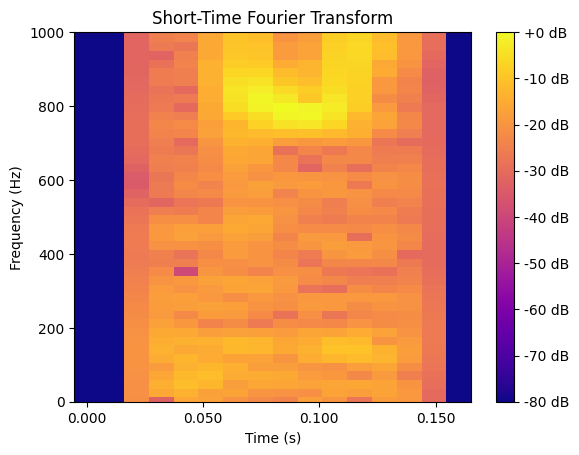 Short-Time Fourier Transform
1000
800
600
400
200
0
Frequency (Hz)
0.000
0.050
0.100
0.150
Time (s)
+0 dB
-10 dB
-20 dB
-30 dB
-40 dB
-50 dB
-60 dB
-70 dB
-80 dB